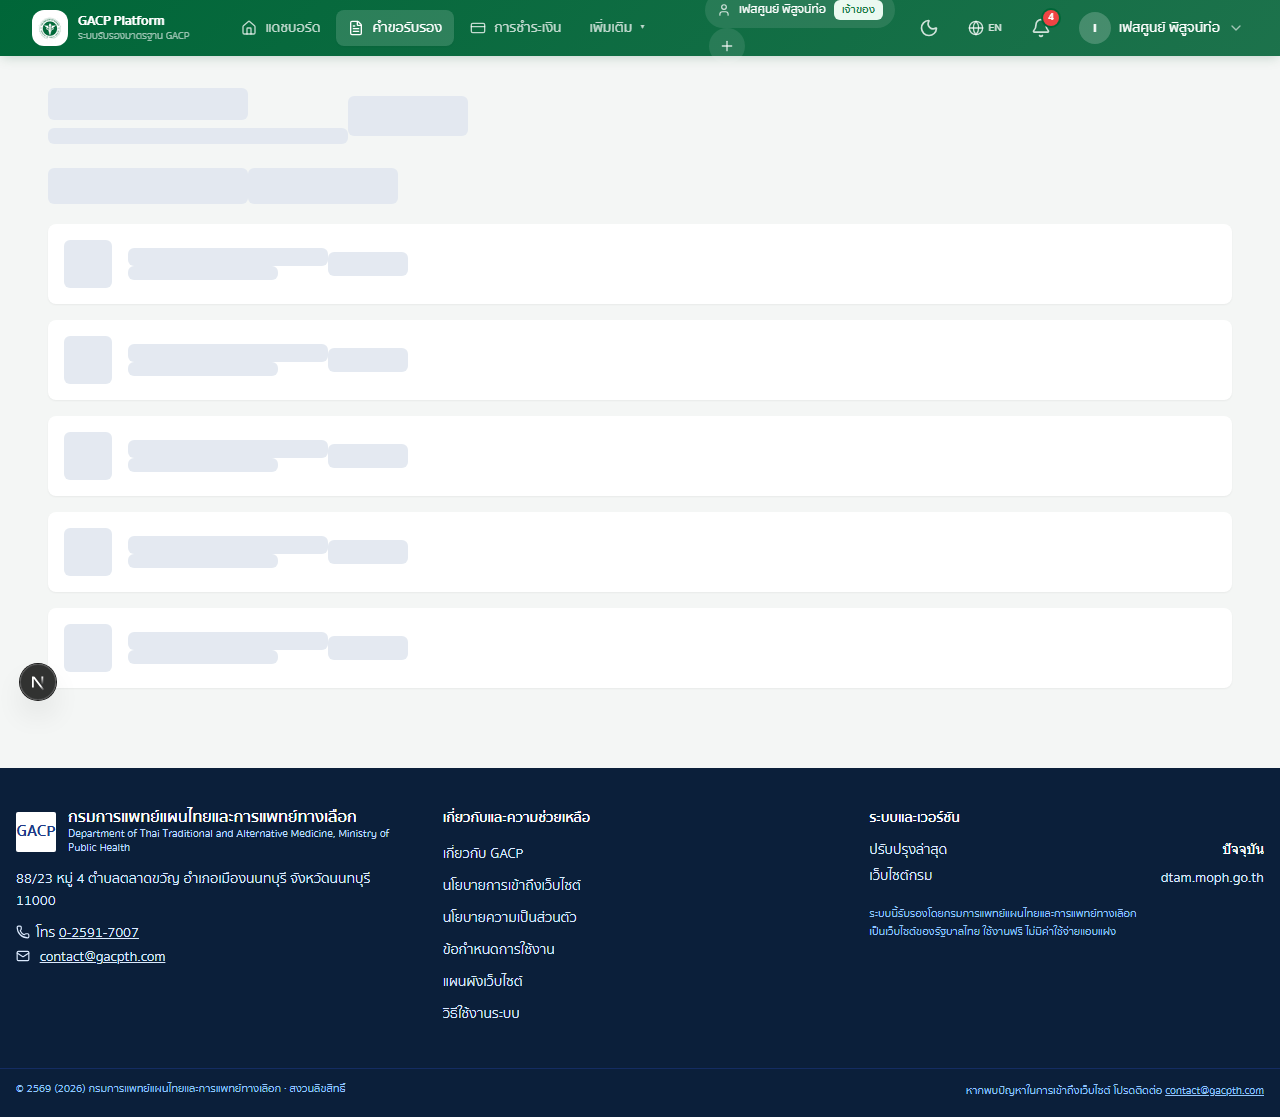 GACP Platform
ระบบรับรองมาตรฐาน GACP
แดชบอร์ด
คำขอรับรอง
การชำระเงิน
เพิ่มเติม
เฟสศูนย์ พิสูจน์ท่อ
เจ้าของ
EN
4
เ
เฟสศูนย์ พิสูจน์ท่อ
N
GACP
กรมการแพทย์แผนไทยและการแพทย์ทางเลือก
Department of Thai Traditional and Alternative Medicine, Ministry of
Public Health
88/23 หมู่ 4 ตำบลตลาดขวัญ อำเภอเมืองนนทบุรี จังหวัดนนทบุรี
11000
โทร 0-2591-7007
contact@gacpth.com
เกี่ยวกับและความช่วยเหลือ
เกี่ยวกับ GACP
นโยบายการเข้าถึงเว็บไซต์
นโยบายความเป็นส่วนตัว
ข้อกำหนดการใช้งาน
แผนผังเว็บไซต์
วิธีใช้งานระบบ
ระบบและเวอร์ชัน
ปรับปรุงล่าสุด
ปัจจุบัน
เว็บไซต์กรม
dtam.moph.go.th
ระบบนี้รับรองโดยกรมการแพทย์แผนไทยและการแพทย์ทางเลือก
เป็นเว็บไซต์ของรัฐบาลไทย ใช้งานฟรี ไม่มีค่าใช้จ่ายแอบแฝง
© 2569 (2026) กรมการแพทย์แผนไทยและการแพทย์ทางเลือก · สงวนลิขสิทธิ์
หากพบปัญหาในการเข้าถึงเว็บไซต์ โปรดติดต่อ contact@gacpth.com